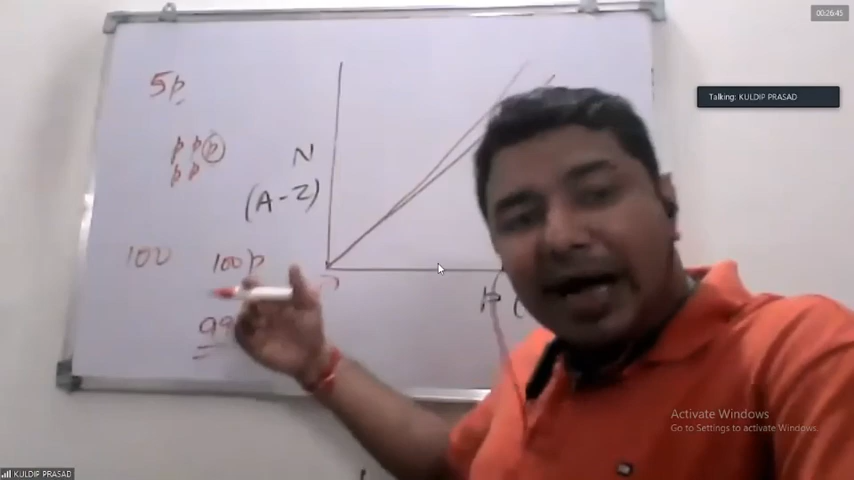 00:26:45
Talking: KULDIP PRASAD
5p
p p p
p p
N
(A-Z)
100 100p
99
p (
Activate Windows
Go to Settings to activate Windows.
KULDIP PRASAD